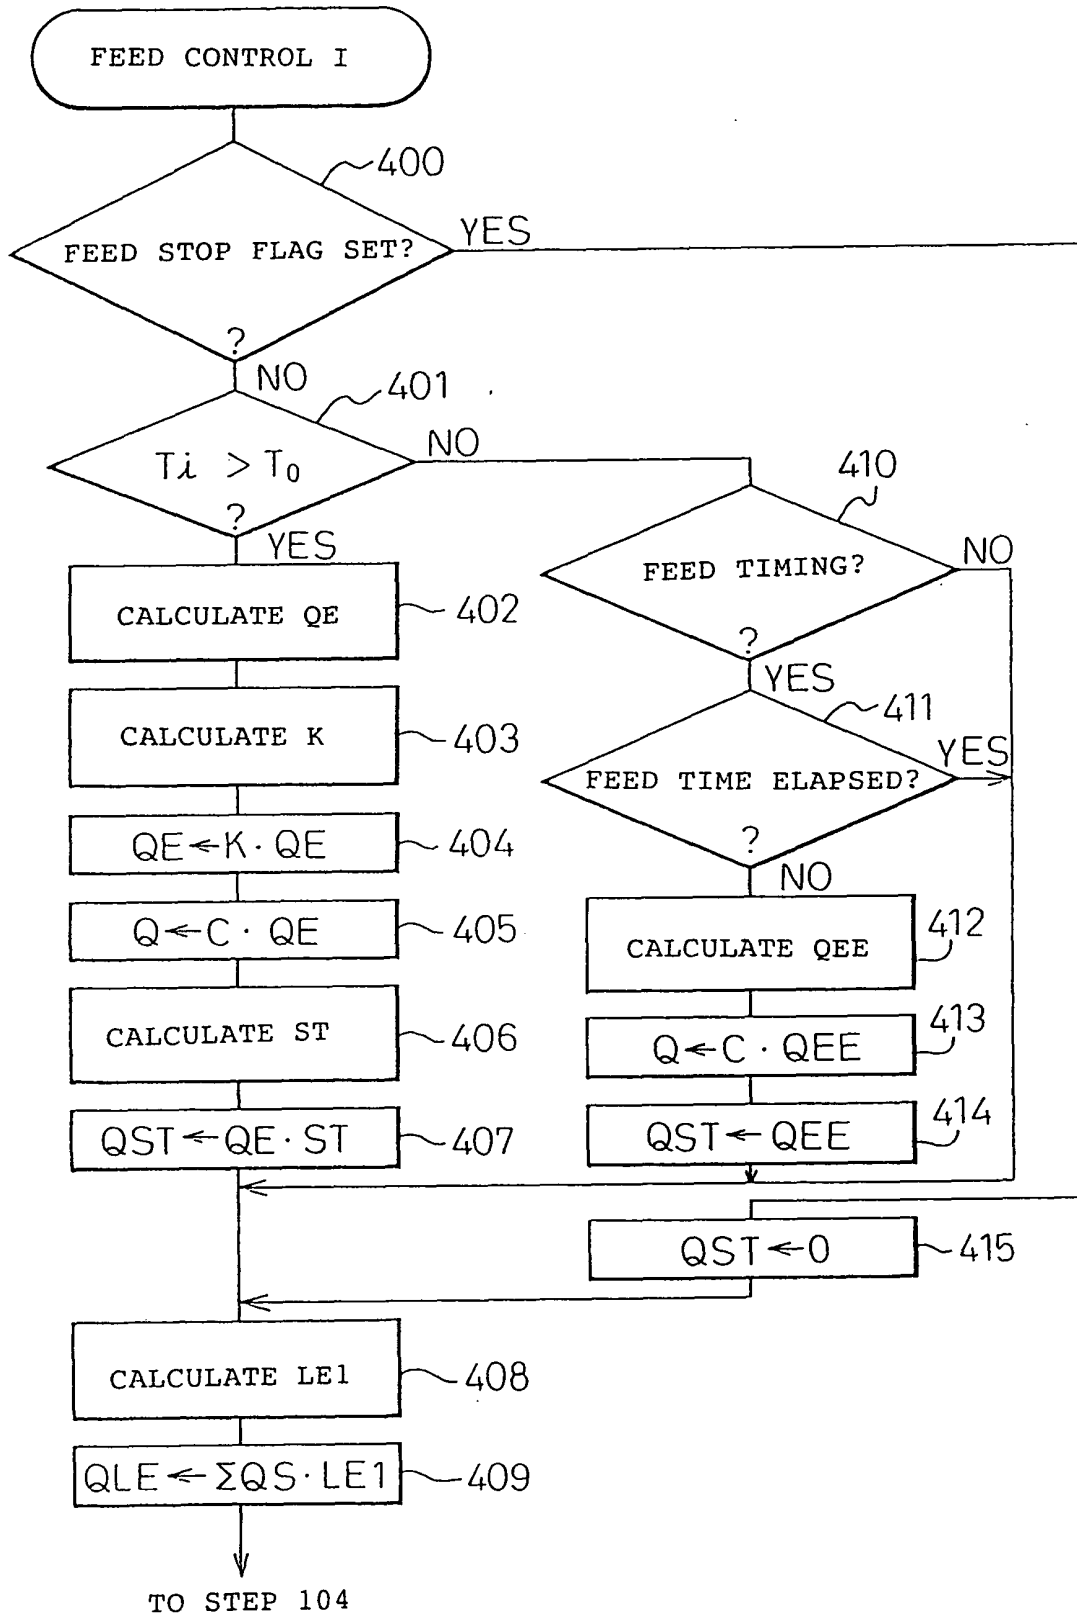 FEED CONTROL I
400
FEED STOP FLAG SET?
?
YES
NO
401
Ti > T0
?
NO
YES
CALCULATE QE
402
CALCULATE K
403
QE←K·QE
404
Q←C·QE
405
CALCULATE ST
406
QST←QE·ST
407
410
FEED TIMING?
?
NO
YES
411
FEED TIME ELAPSED?
?
YES
NO
CALCULATE QEE
412
Q←C·QEE
413
QST←QEE
414
QST←0
415
CALCULATE LE1
408
QLE←ΣQS·LE1
409
TO STEP 104